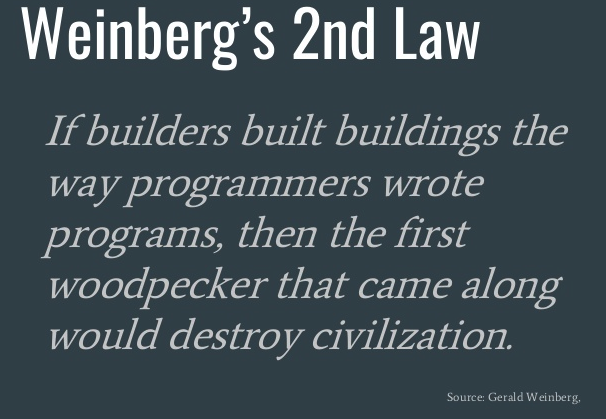 Weinberg’s 2nd Law
If builders built buildings the
way programmers wrote
programs, then the first
woodpecker that came along
would destroy civilization.
Source: Gerald Weinberg,